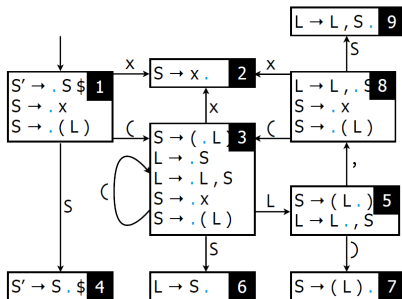 9
L → L , S .
S
x
S → x . 2
x
S' → . S $ 1
S → . x
S → . ( L )
L → L , . S 8
S → . x
S → . ( L )
x
(
(
S → ( . L ) 3
L → . S
L → . L , S
S → . x
S → . ( L )
(
,
S
L
S → ( L . ) 5
L → L . , S
S
)
S' → S . $ 4
L → S . 6
S → ( L ) . 7